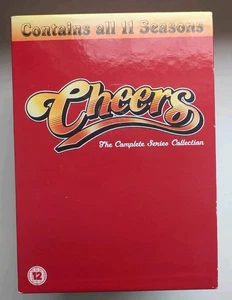 Contains all 11 Seasons
Cheers
The Complete Series Collection
12